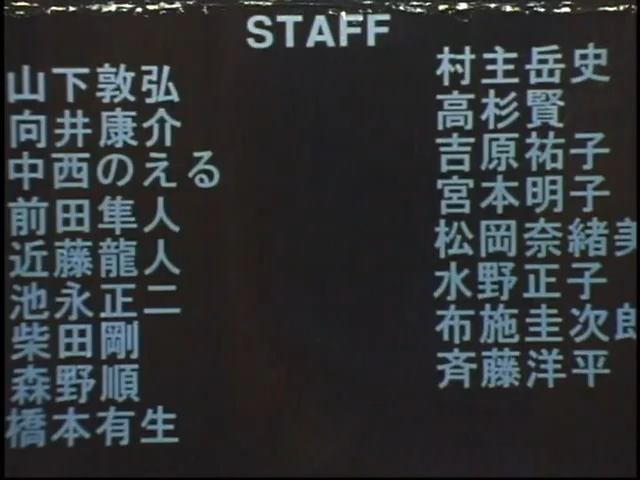 STAFF
山下敦弘
向井康介
中西のえる
前田隼人
近藤龍人
池永正二
柴田剛
森野順
橋本有生
村主岳史
高杉賢
吉原祐子
宮本明子
松岡奈緒美
水野正子
布施圭次郎
斉藤洋平